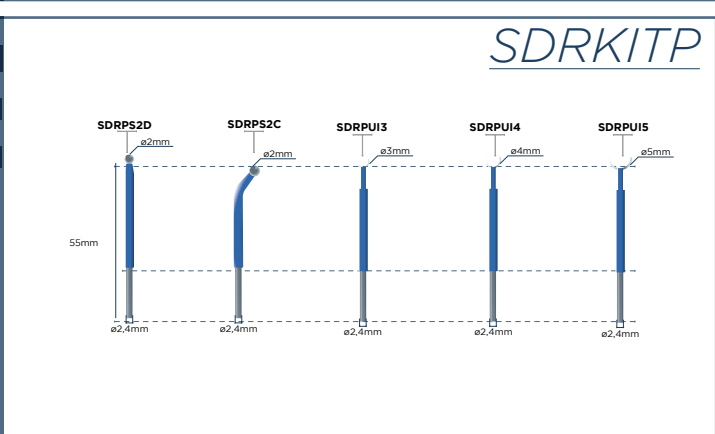 SDRKITP
SDRPS2D
SDRPS2C
SDRPUI3
SDRPUI4
SDRPUI5
ø2mm
ø2mm
ø3mm
ø4mm
ø5mm
55mm
ø2,4mm
ø2,4mm
ø2,4mm
ø2,4mm
ø2,4mm